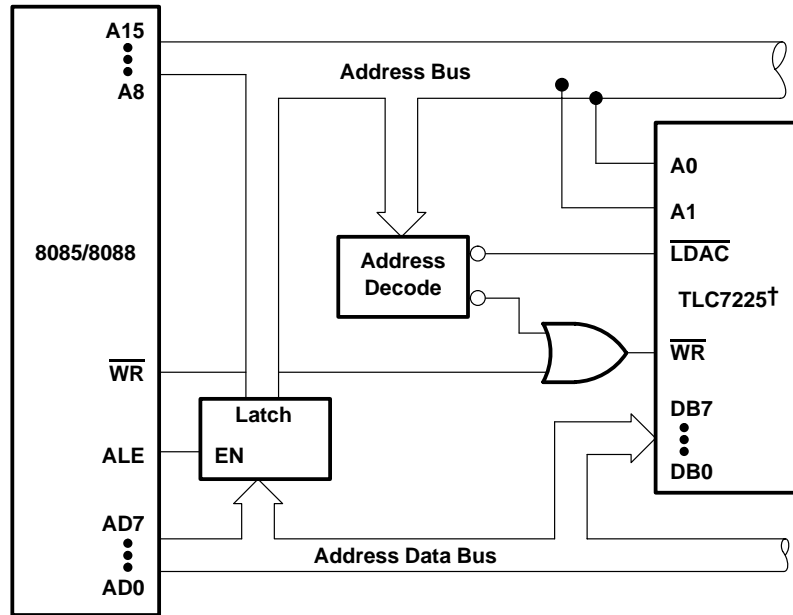 A15
A8
8085/8088
WR
ALE
AD7
AD0
Address Bus
Address
Decode
Latch
EN
Address Data Bus
A0
A1
LDAC
TLC7225†
WR
DB7
DB0